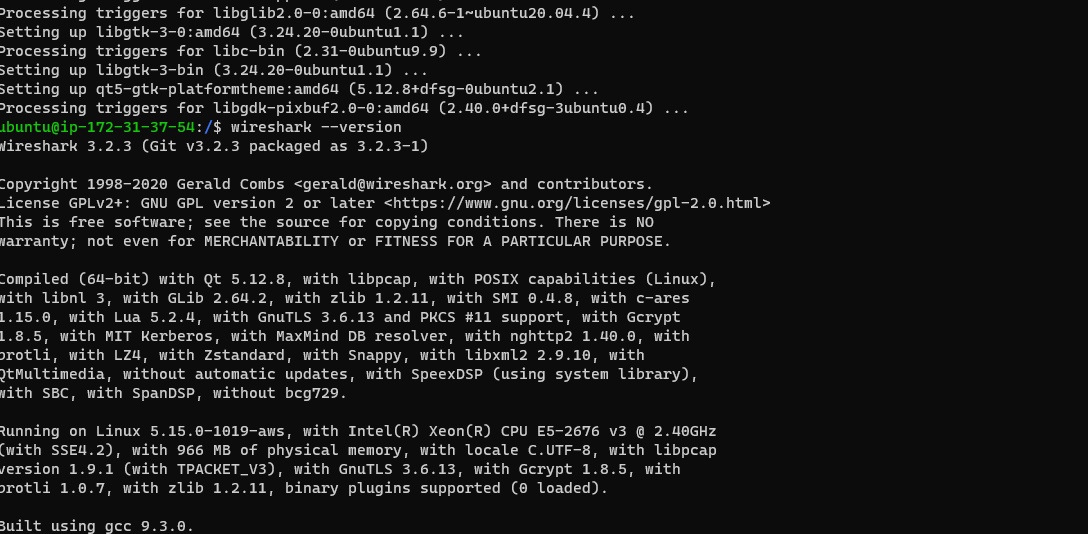 Processing triggers for libglib2.0-0:amd64 (2.64.6-1~ubuntu20.04.4) ...
Setting up libgtk-3-0:amd64 (3.24.20-0ubuntu1.1) ...
Processing triggers for libc-bin (2.31-0ubuntu9.9) ...
Setting up libgtk-3-bin (3.24.20-0ubuntu1.1) ...
Setting up qt5-gtk-platformtheme:amd64 (5.12.8+dfsg-0ubuntu2.1) ...
Processing triggers for libgdk-pixbuf2.0-0:amd64 (2.40.0+dfsg-3ubuntu0.4) ...
ubuntu@ip-172-31-37-54:/$ wireshark --version
Wireshark 3.2.3 (Git v3.2.3 packaged as 3.2.3-1)

Copyright 1998-2020 Gerald Combs <gerald@wireshark.org> and contributors.
License GPLv2+: GNU GPL version 2 or later <https://www.gnu.org/licenses/gpl-2.0.html>
This is free software; see the source for copying conditions. There is NO
warranty; not even for MERCHANTABILITY or FITNESS FOR A PARTICULAR PURPOSE.

Compiled (64-bit) with Qt 5.12.8, with libpcap, with POSIX capabilities (Linux),
with libnl 3, with GLib 2.64.2, with zlib 1.2.11, with SMI 0.4.8, with c-ares
1.15.0, with Lua 5.2.4, with GnuTLS 3.6.13 and PKCS #11 support, with Gcrypt
1.8.5, with MIT Kerberos, with MaxMind DB resolver, with nghttp2 1.40.0, with
brotli, with LZ4, with Zstandard, with Snappy, with libxml2 2.9.10, with
QtMultimedia, without automatic updates, with SpeexDSP (using system library),
with SBC, with SpanDSP, without bcg729.

Running on Linux 5.15.0-1019-aws, with Intel(R) Xeon(R) CPU E5-2676 v3 @ 2.40GHz
(with SSE4.2), with 966 MB of physical memory, with locale C.UTF-8, with libpcap
version 1.9.1 (with TPACKET_V3), with GnuTLS 3.6.13, with Gcrypt 1.8.5, with
brotli 1.0.7, with zlib 1.2.11, binary plugins supported (0 loaded).

Built using gcc 9.3.0.